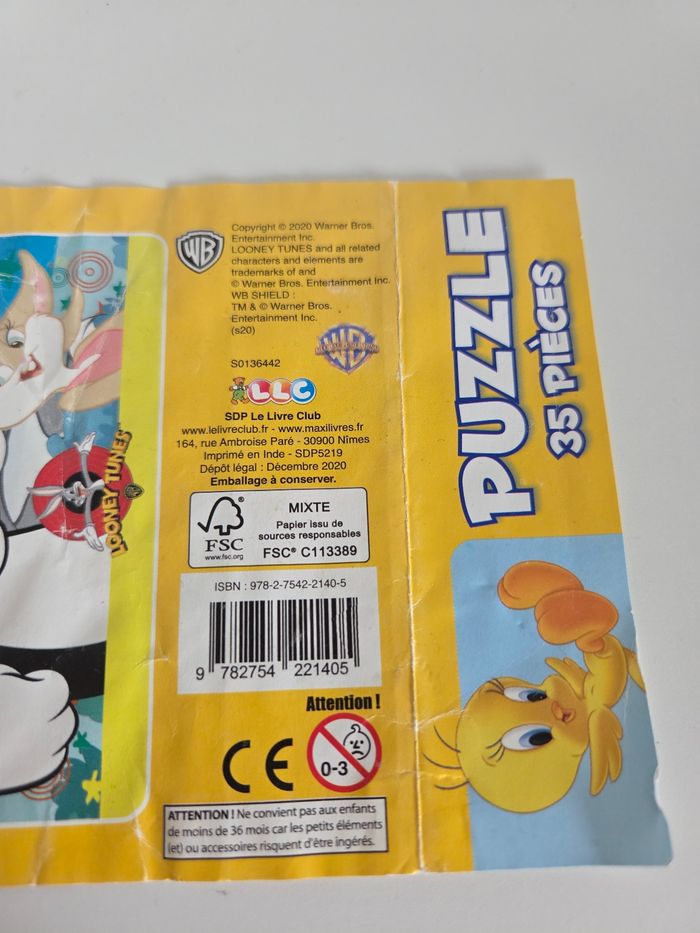 WB
Copyright © 2020 Warner Bros.
Entertainment Inc.
LOONEY TUNES and all related
characters and elements are
trademarks of and
© Warner Bros. Entertainment Inc.
WB SHIELD :
TM & © Warner Bros.
Entertainment Inc.
(s20)
WB
S0136442
LLC
SDP Le Livre Club
www.lelivreclub.fr - www.maxilivres.fr
164, rue Ambroise Paré - 30900 Nîmes
Imprimé en Inde - SDP5219
Dépôt légal : Décembre 2020
Emballage à conserver.
FSC
www.fsc.org
MIXTE
Papier issu de
sources responsables
FSC® C113389
ISBN : 978-2-7542-2140-5
9 782754 221405
Attention !
CE
0-3
ATTENTION ! Ne convient pas aux enfants
de moins de 36 mois car les petits éléments
(et) ou accessoires risquent d'être ingérés.
LOONEY TUNES
PUZZLE
35 PIÈCES